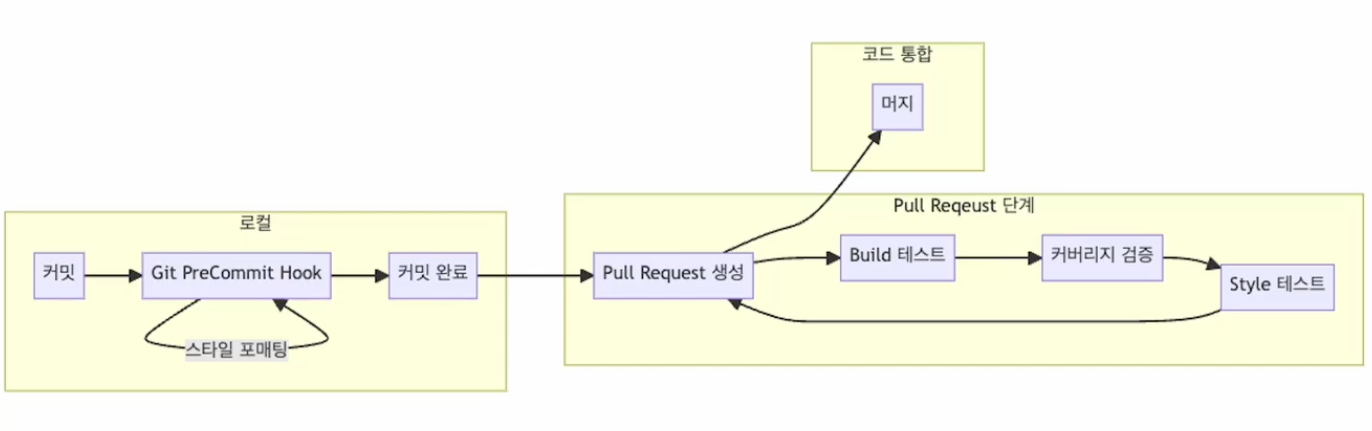 코드 통합
머지
로컬
커밋
Git PreCommit Hook
커밋 완료
스타일 포매팅
Pull Reqeust 단계
Pull Request 생성
Build 테스트
커버리지 검증
Style 테스트